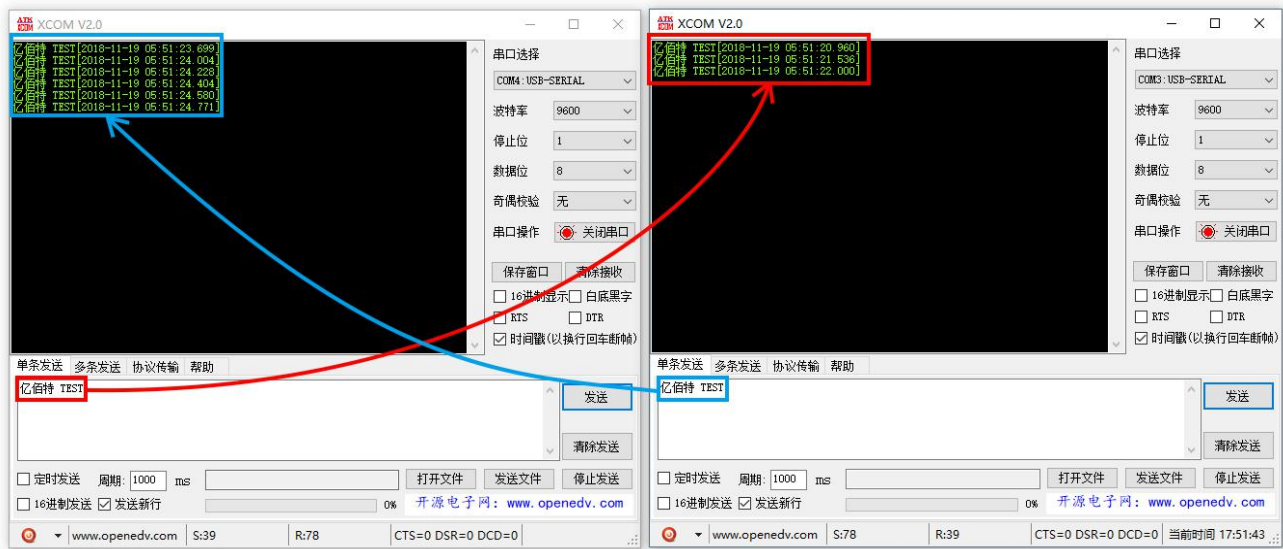 ATK XCOM XCOM V2.0
亿佰特 TEST[2018-11-19 05:51:23.699]
亿佰特 TEST[2018-11-19 05:51:24.004]
亿佰特 TEST[2018-11-19 05:51:24.228]
亿佰特 TEST[2018-11-19 05:51:24.404]
亿佰特 TEST[2018-11-19 05:51:24.580]
亿佰特 TEST[2018-11-19 05:51:24.771]
串口选择
COM4:USB-SERIAL
波特率 9600
停止位 1
数据位 8
奇偶校验 无
串口操作 关闭串口
保存窗口 清除接收
16进制显示 白底黑字
RTS DTR
时间戳(以换行回车断帧)
单条发送 多条发送 协议传输 帮助
亿佰特 TEST
发送
清除发送
定时发送 周期: 1000 ms 打开文件 发送文件 停止发送
16进制发送 发送新行 0% 开源电子网: www.openedv.com
www.openedv.com S:39 R:78 CTS=0 DSR=0 DCD=0
ATK XCOM XCOM V2.0
亿佰特 TEST[2018-11-19 05:51:20.960]
亿佰特 TEST[2018-11-19 05:51:21.536]
亿佰特 TEST[2018-11-19 05:51:22.000]
串口选择
COM3:USB-SERIAL
波特率 9600
停止位 1
数据位 8
奇偶校验 无
串口操作 关闭串口
保存窗口 清除接收
16进制显示 白底黑字
RTS DTR
时间戳(以换行回车断帧)
单条发送 多条发送 协议传输 帮助
亿佰特 TEST
发送
清除发送
定时发送 周期: 1000 ms 打开文件 发送文件 停止发送
16进制发送 发送新行 0% 开源电子网: www.openedv.com
www.openedv.com S:78 R:39 CTS=0 DSR=0 DCD=0 当前时间 17:51:43